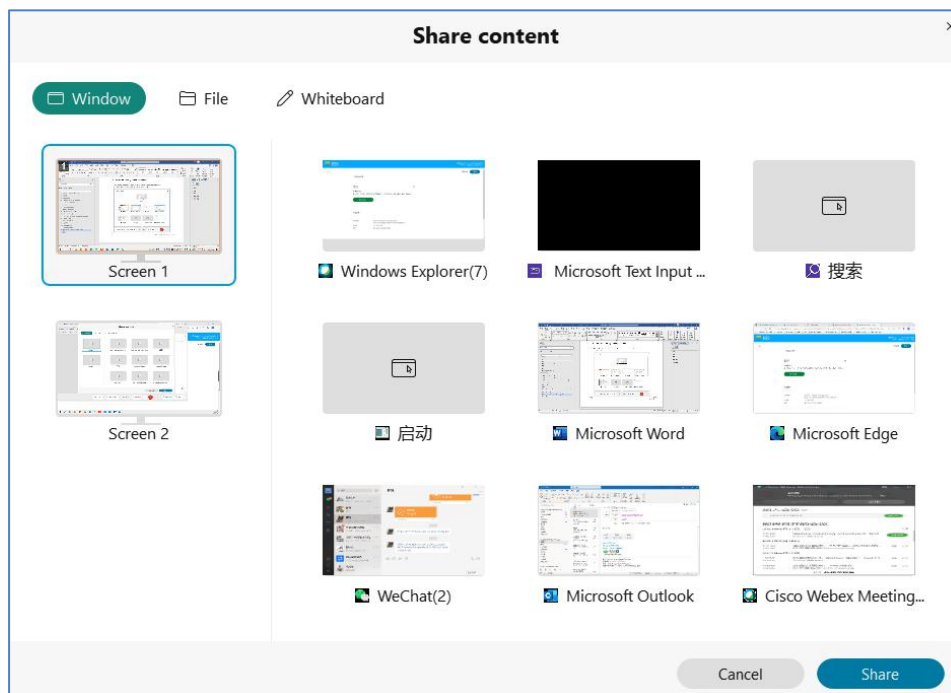 Share content
Window
File
Whiteboard
Screen 1
Screen 2
Windows Explorer(7)
Microsoft Text Input ...
搜索
启动
Microsoft Word
Microsoft Edge
WeChat(2)
Microsoft Outlook
Cisco Webex Meeting...
Cancel
Share